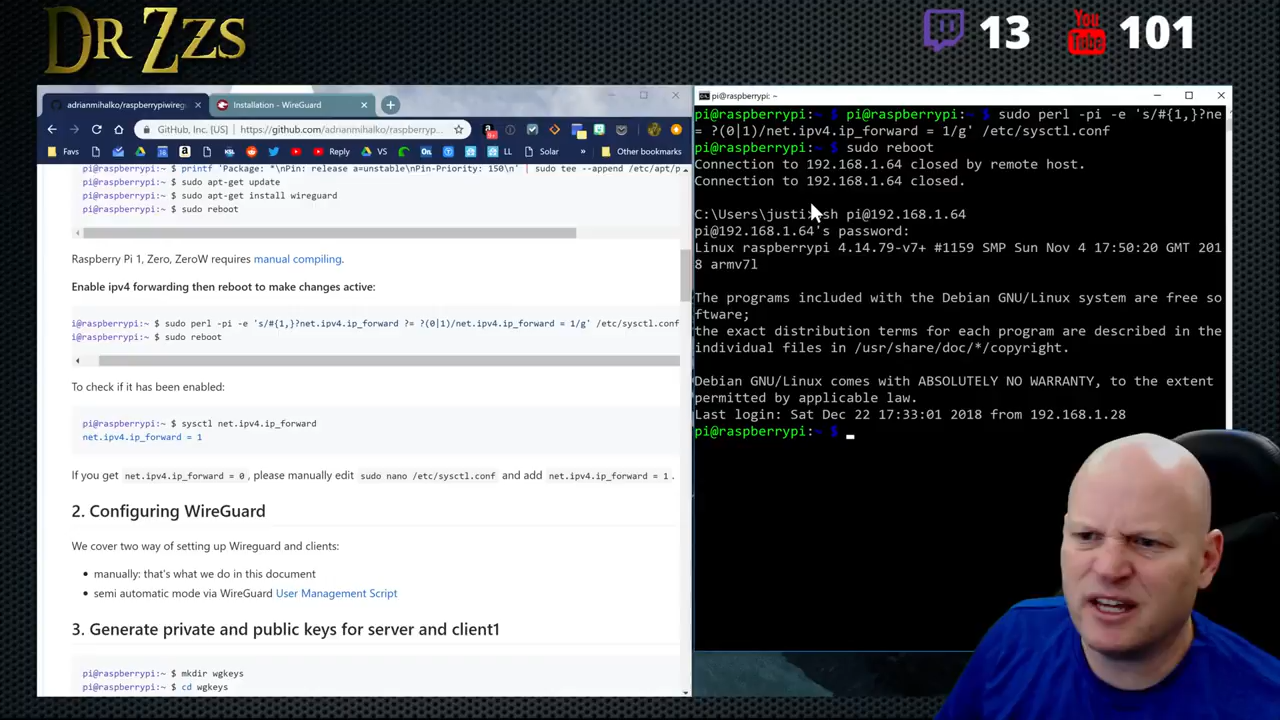 DR ZZS
13
You Tube
101
adrianmihalko/raspberrypiwireg
Installation - WireGuard
GitHub, Inc. [US]
https://github.com/adrianmihalko/raspberryp...
Favs
Reply
VS
On
LL
Solar
Other bookmarks
pi@raspberrypi:~ $ printf 'Package: *\nPin: release a=unstable\nPin-Priority: 150\n' | sudo tee --append /etc/apt/p
pi@raspberrypi:~ $ sudo apt-get update
pi@raspberrypi:~ $ sudo apt-get install wireguard
pi@raspberrypi:~ $ sudo reboot
Raspberry Pi 1, Zero, ZeroW requires manual compiling.
Enable ipv4 forwarding then reboot to make changes active:
i@raspberrypi:~ $ sudo perl -pi -e 's/#{1,}?net.ipv4.ip_forward ?= ?(0|1)/net.ipv4.ip_forward = 1/g' /etc/sysctl.conf
i@raspberrypi:~ $ sudo reboot
To check if it has been enabled:
pi@raspberrypi:~ $ sysctl net.ipv4.ip_forward
net.ipv4.ip_forward = 1
If you get net.ipv4.ip_forward = 0, please manually edit sudo nano /etc/sysctl.conf and add net.ipv4.ip_forward = 1.
2. Configuring WireGuard
We cover two way of setting up Wireguard and clients:
manually: that's what we do in this document
semi automatic mode via WireGuard User Management Script
3. Generate private and public keys for server and client1
pi@raspberrypi:~ $ mkdir wgkeys
pi@raspberrypi:~ $ cd wgkeys
pi@raspberrypi: ~
pi@raspberrypi:~ $ pi@raspberrypi:~ $ sudo perl -pi -e 's/#{1,}?ne
= ?(0|1)/net.ipv4.ip_forward = 1/g' /etc/sysctl.conf
pi@raspberrypi:~ $ sudo reboot
Connection to 192.168.1.64 closed by remote host.
Connection to 192.168.1.64 closed.
C:\Users\justi sh pi@192.168.1.64
pi@192.168.1.64's password:
Linux raspberrypi 4.14.79-v7+ #1159 SMP Sun Nov 4 17:50:20 GMT 201
8 armv7l
The programs included with the Debian GNU/Linux system are free so
ftware;
the exact distribution terms for each program are described in the
individual files in /usr/share/doc/*/copyright.
Debian GNU/Linux comes with ABSOLUTELY NO WARRANTY, to the extent
permitted by applicable law.
Last login: Sat Dec 22 17:33:01 2018 from 192.168.1.28
pi@raspberrypi:~ $